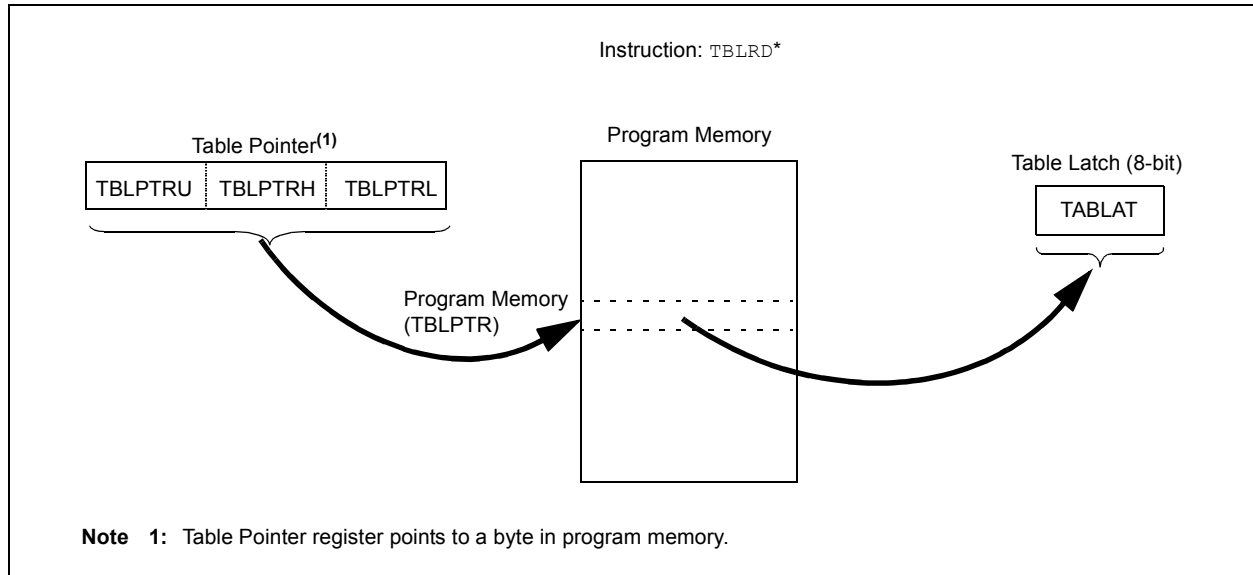 Instruction: TBLRD*
Table Pointer(1)
TBLPTRU TBLPTRH TBLPTRL
Program Memory
Table Latch (8-bit)
TABLAT
Program Memory
(TBLPTR)
Note 1: Table Pointer register points to a byte in program memory.